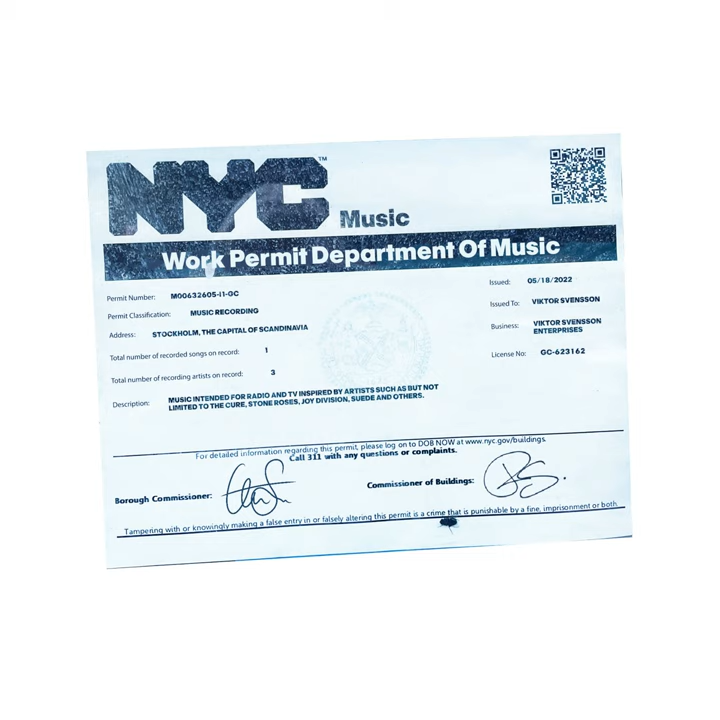 NYC™
Music
Work Permit Department Of Music
Permit Number: M00632605-I1-GC
Issued: 05/18/2022
Permit Classification: MUSIC RECORDING
Issued To: VIKTOR SVENSSON
Address: STOCKHOLM, THE CAPITAL OF SCANDINAVIA
Business: VIKTOR SVENSSON
ENTERPRISES
Total number of recorded songs on record: 1
License No: GC-623162
Total number of recording artists on record: 3
Description: MUSIC INTENDED FOR RADIO AND TV INSPIRED BY ARTISTS SUCH AS BUT NOT
LIMITED TO THE CURE, STONE ROSES, JOY DIVISION, SUEDE AND OTHERS.
For detailed information regarding this permit, please log on to DOB NOW at www.nyc.gov/buildings.
Call 311 with any questions or complaints.
Borough Commissioner:
Commissioner of Buildings:
Tampering with or knowingly making a false entry in or falsely altering this permit is a crime that is punishable by a fine, imprisonment or both